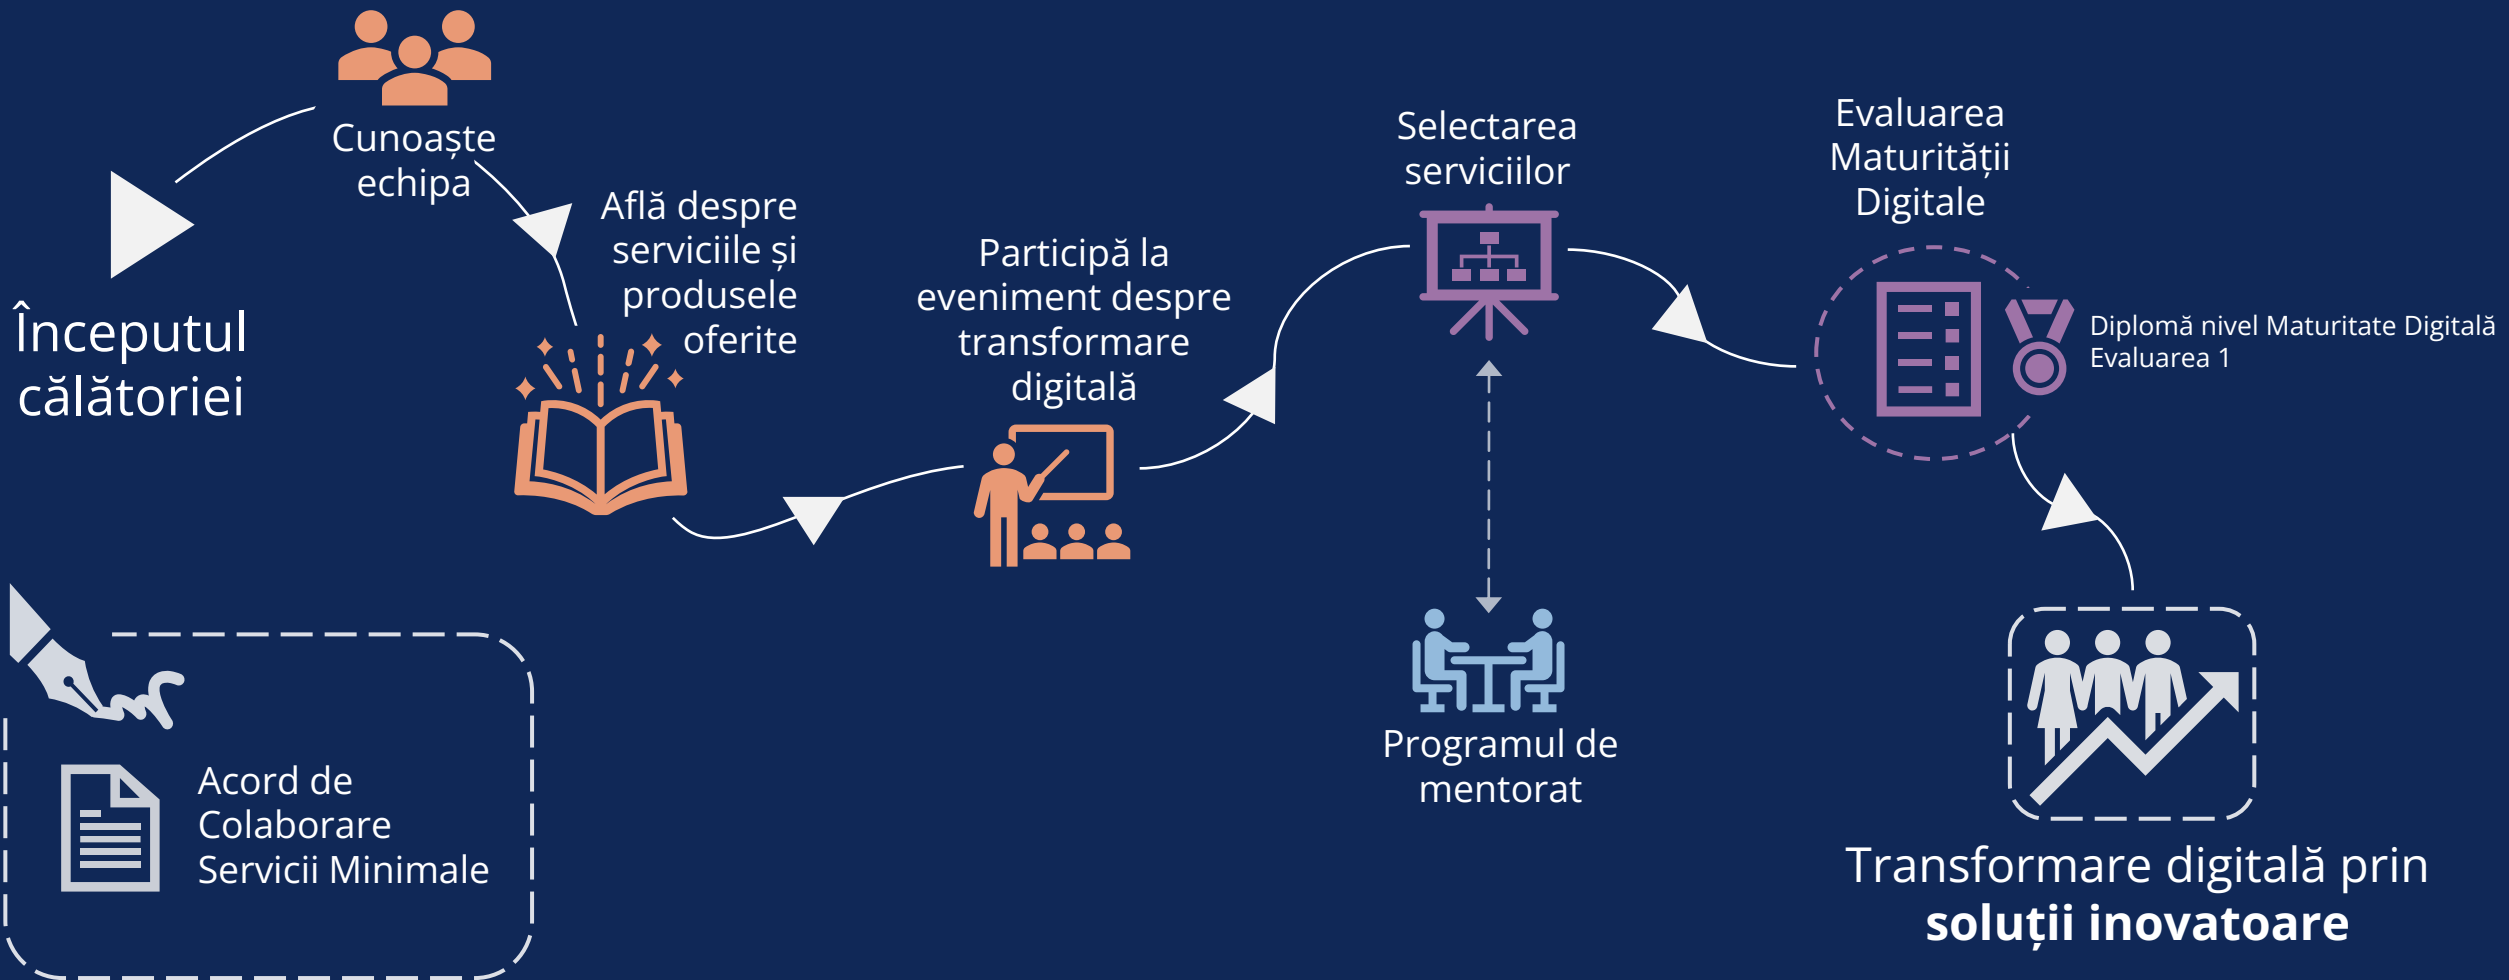 Începutul
călătoriei
Cunoaște
echipa
Află despre
serviciile și
produsele
oferite
Participă la
eveniment despre
transformare
digitală
Selectarea
serviciilor
Programul de
mentorat
Evaluarea
Maturității
Digitale
Diplomă nivel Maturitate Digitală
Evaluarea 1
Transformare digitală prin
soluții inovatoare
Acord de
Colaborare
Servicii Minimale